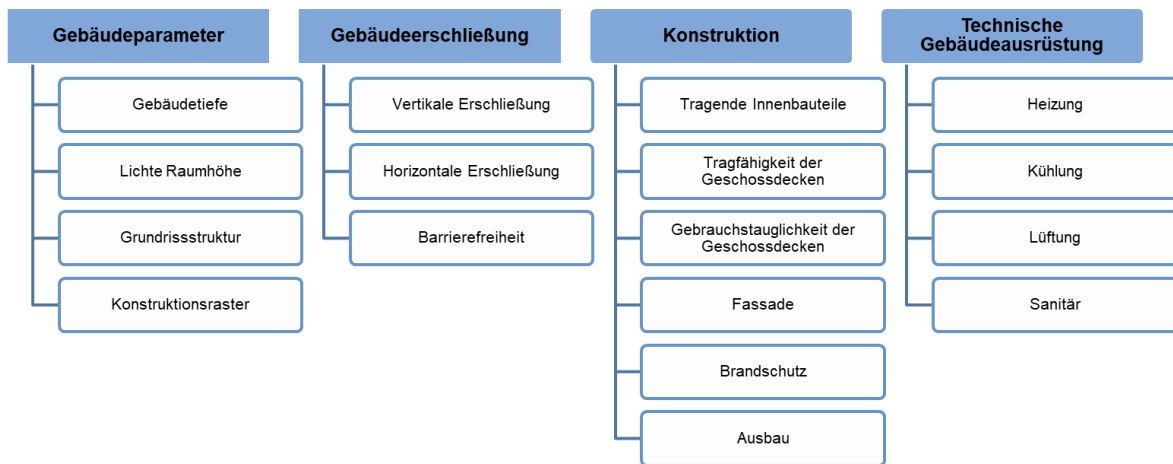 Gebäudeparameter
Gebäudetiefe
Lichte Raumhöhe
Grundrissstruktur
Konstruktionsraster
Gebäudeerschließung
Vertikale Erschließung
Horizontale Erschließung
Barrierefreiheit
Konstruktion
Tragende Innenbauteile
Tragfähigkeit der
Geschossdecken
Gebrauchstauglichkeit der
Geschossdecken
Fassade
Brandschutz
Ausbau
Technische
Gebäudeausrüstung
Heizung
Kühlung
Lüftung
Sanitär